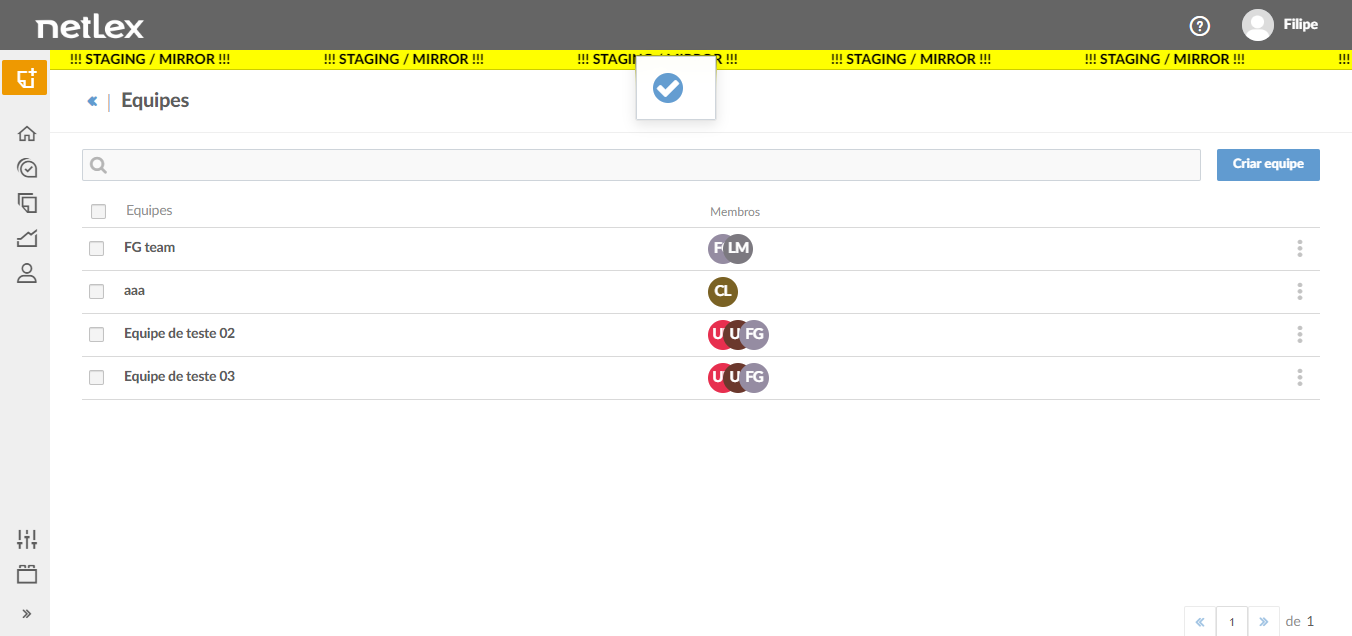 netlex
Filipe
!!! STAGING / MIRROR !!! !!! STAGING / MIRROR !!! !!! STAGING / MIRROR !!! !!! STAGING / MIRROR !!! !!! STAGING / MIRROR !!! !!!
Equipes
Criar equipe
Equipes Membros
FG team F LM
aaa CL
Equipe de teste 02 U U FG
Equipe de teste 03 U U FG
« 1 » de 1